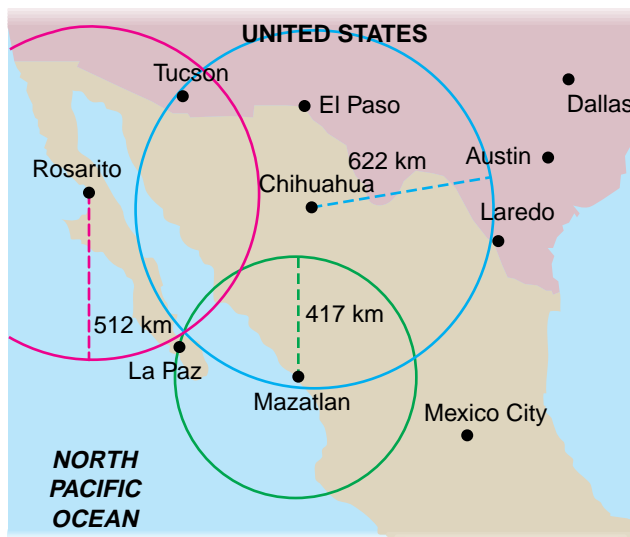 UNITED STATES
Tucson
El Paso
Dallas
622 km
Austin
Rosarito
Chihuahua
Laredo
512 km
417 km
La Paz
Mazatlan
Mexico City
NORTH
PACIFIC
OCEAN